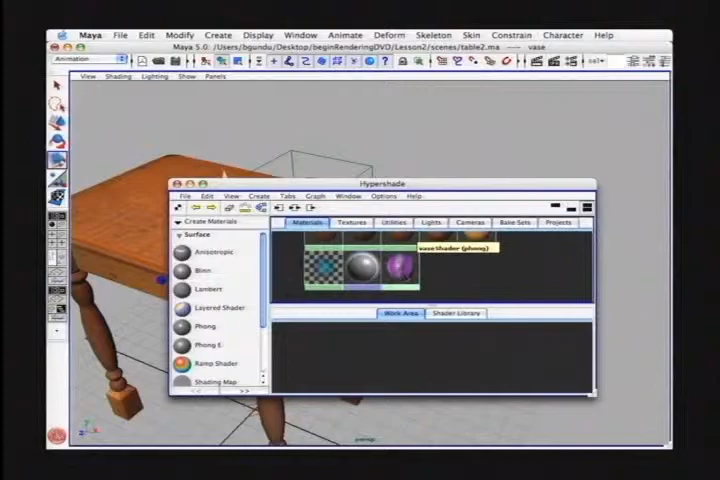 Maya File Edit Modify Create Display Window Animate Deform Skeleton Skin Constrain Character Help
Maya 5.0: /Users/bgundu/Desktop/beginRenderingDVD/Lesson2/scenes/table2.ma --- vase
Animation
sel
View Shading Lighting Show Panels
Hypershade
File Edit View Create Tabs Graph Window Options Help
Create Materials
Materials Textures Utilities Lights Cameras Bake Sets Projects
Surface
vaseShader (phong)
Anisotropic
Blinn
Lambert
Layered Shader
Work Area Shader Library
Phong
Phong E
Ramp Shader
Shading Map
>>
persp